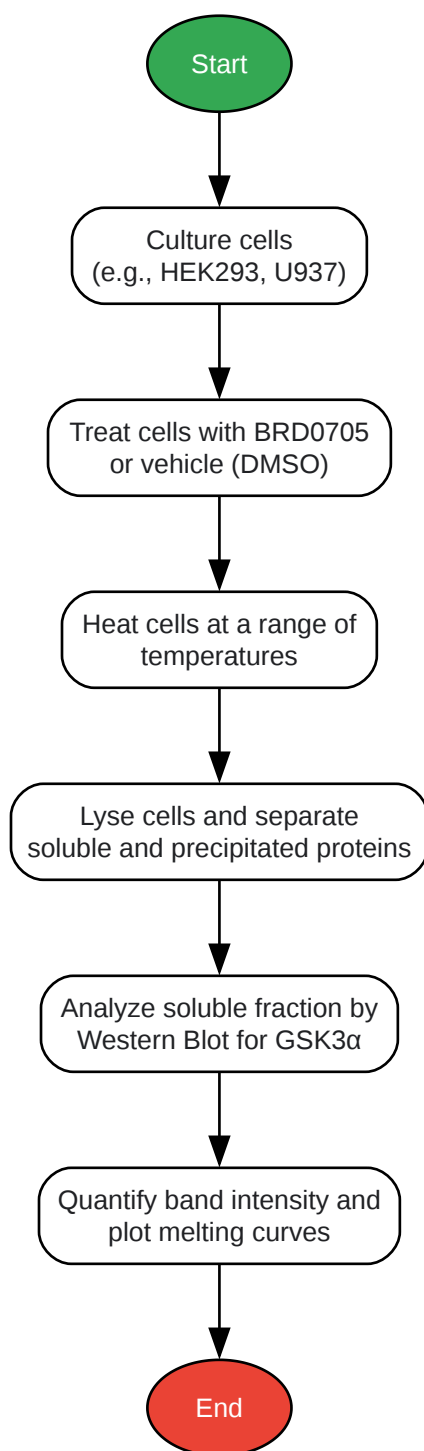 Start
Culture cells
(e.g., HEK293, U937)
Treat cells with BRD0705
or vehicle (DMSO)
Heat cells at a range of
temperatures
Lyse cells and separate
soluble and precipitated proteins
Analyze soluble fraction by
Western Blot for GSK3α
Quantify band intensity and
plot melting curves
End